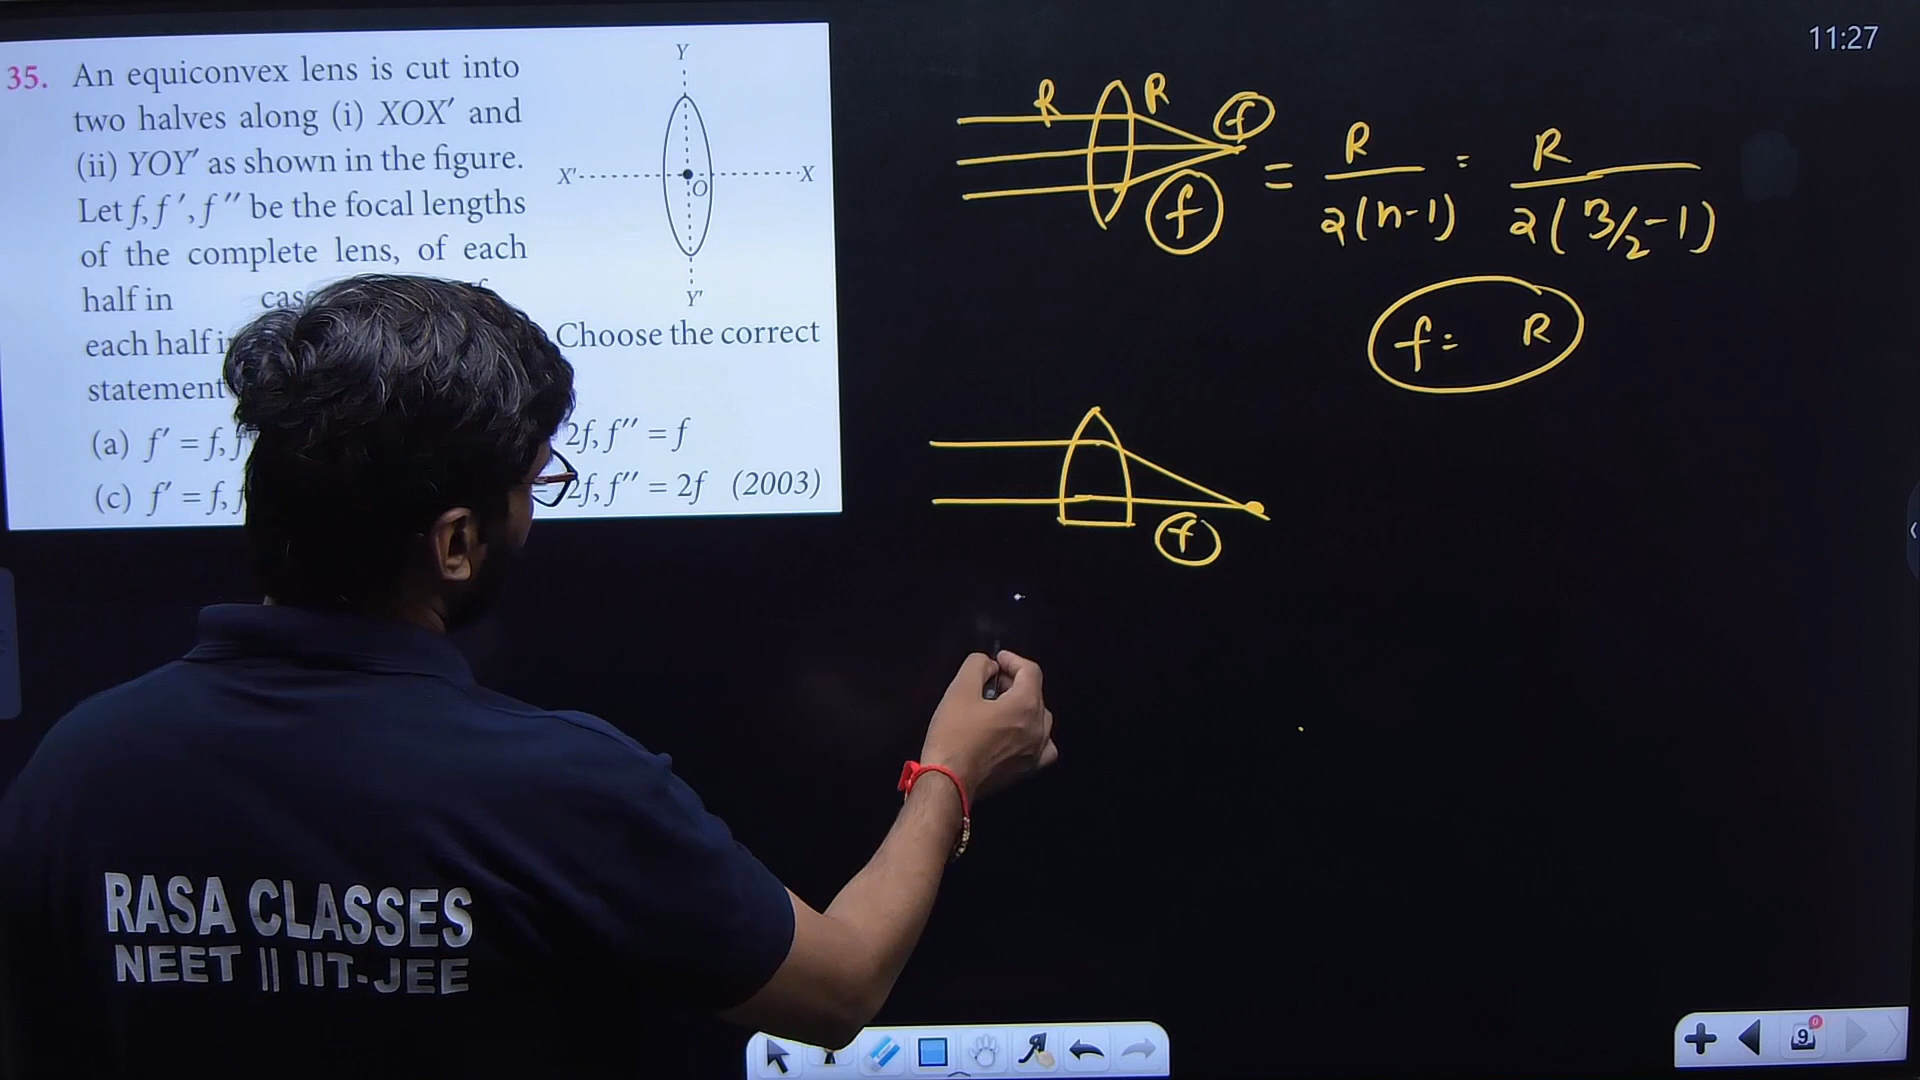 11:27
35. An equiconvex lens is cut into
two halves along (i) XOX′ and
(ii) YOY′ as shown in the figure.
Let f, f ′, f ″ be the focal lengths
of the complete lens, of each
half in
each half Choose the correct
statement
(a) f′ = f, 2f, f″ = f
(c) f′ = f, 2f, f″ = 2f (2003)
Y
X′ X
O
Y′
R R f
f = R / 2(n-1) = R / 2(3/2 - 1)
f = R
f
RASA CLASSES
NEET || IIT-JEE
9
0